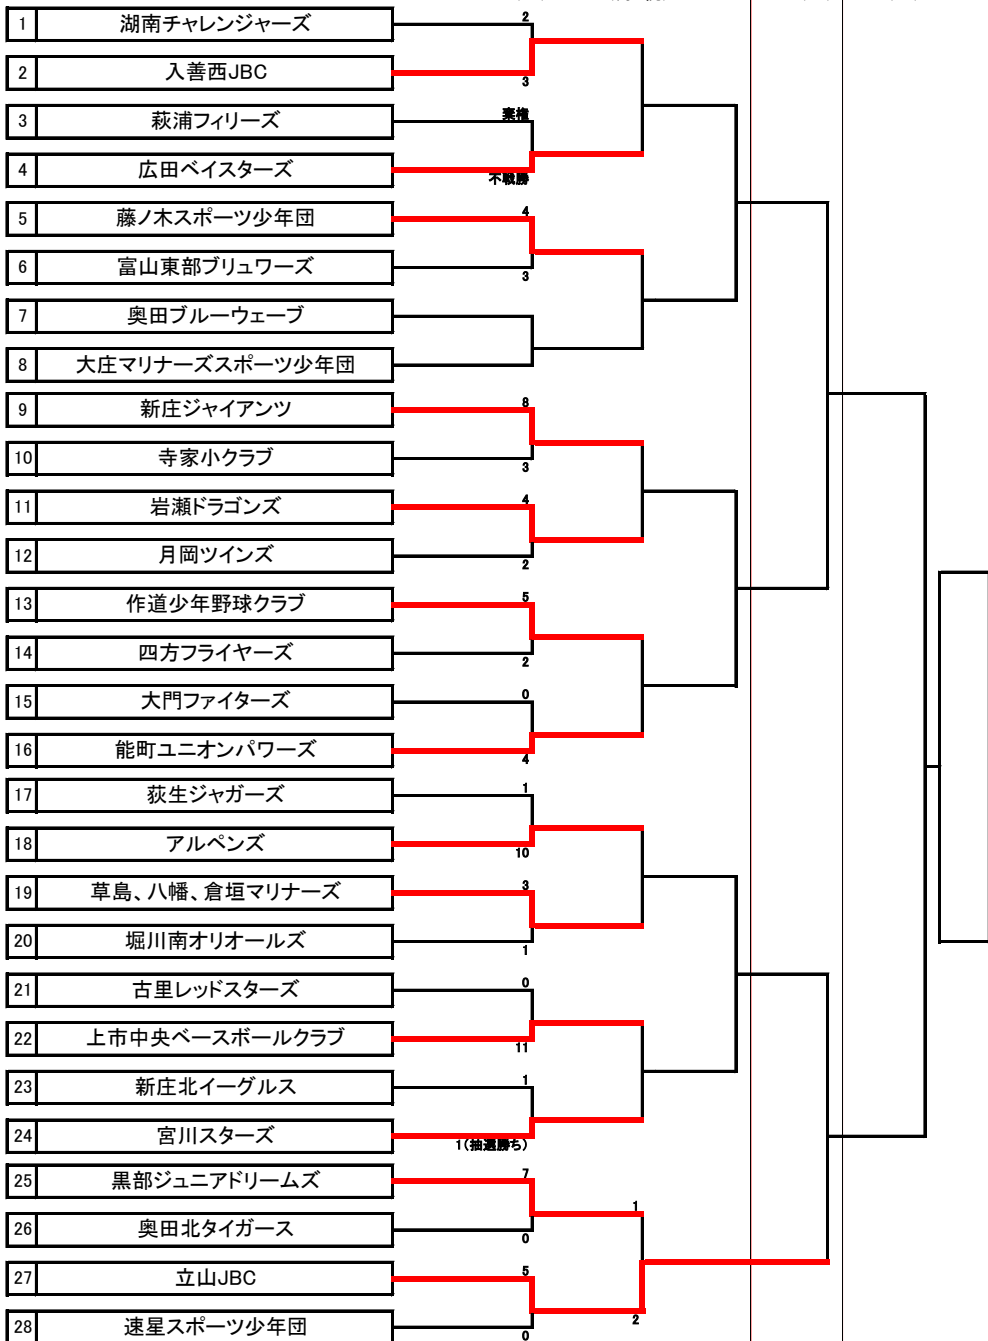 2
1 湖南チャレンジャーズ
2 入善西JBC
3
3 萩浦フィリーズ
棄権
4 広田ベイスターズ
不戦勝
4
5 藤ノ木スポーツ少年団
6 富山東部ブリュワーズ
3
7 奥田ブルーウェーブ
8 大庄マリナーズスポーツ少年団
8
9 新庄ジャイアンツ
10 寺家小クラブ
3
4
11 岩瀬ドラゴンズ
12 月岡ツインズ
2
5
13 作道少年野球クラブ
14 四方フライヤーズ
2
0
15 大門ファイターズ
16 能町ユニオンパワーズ
4
1
17 荻生ジャガーズ
18 アルペンズ
10
3
19 草島、八幡、倉垣マリナーズ
20 堀川南オリオールズ
1
0
21 古里レッドスターズ
22 上市中央ベースボールクラブ
11
1
23 新庄北イーグルス
24 宮川スターズ
1(抽選勝ち)
7
25 黒部ジュニアドリームズ
1
26 奥田北タイガース
0
5
27 立山JBC
2
28 速星スポーツ少年団
0